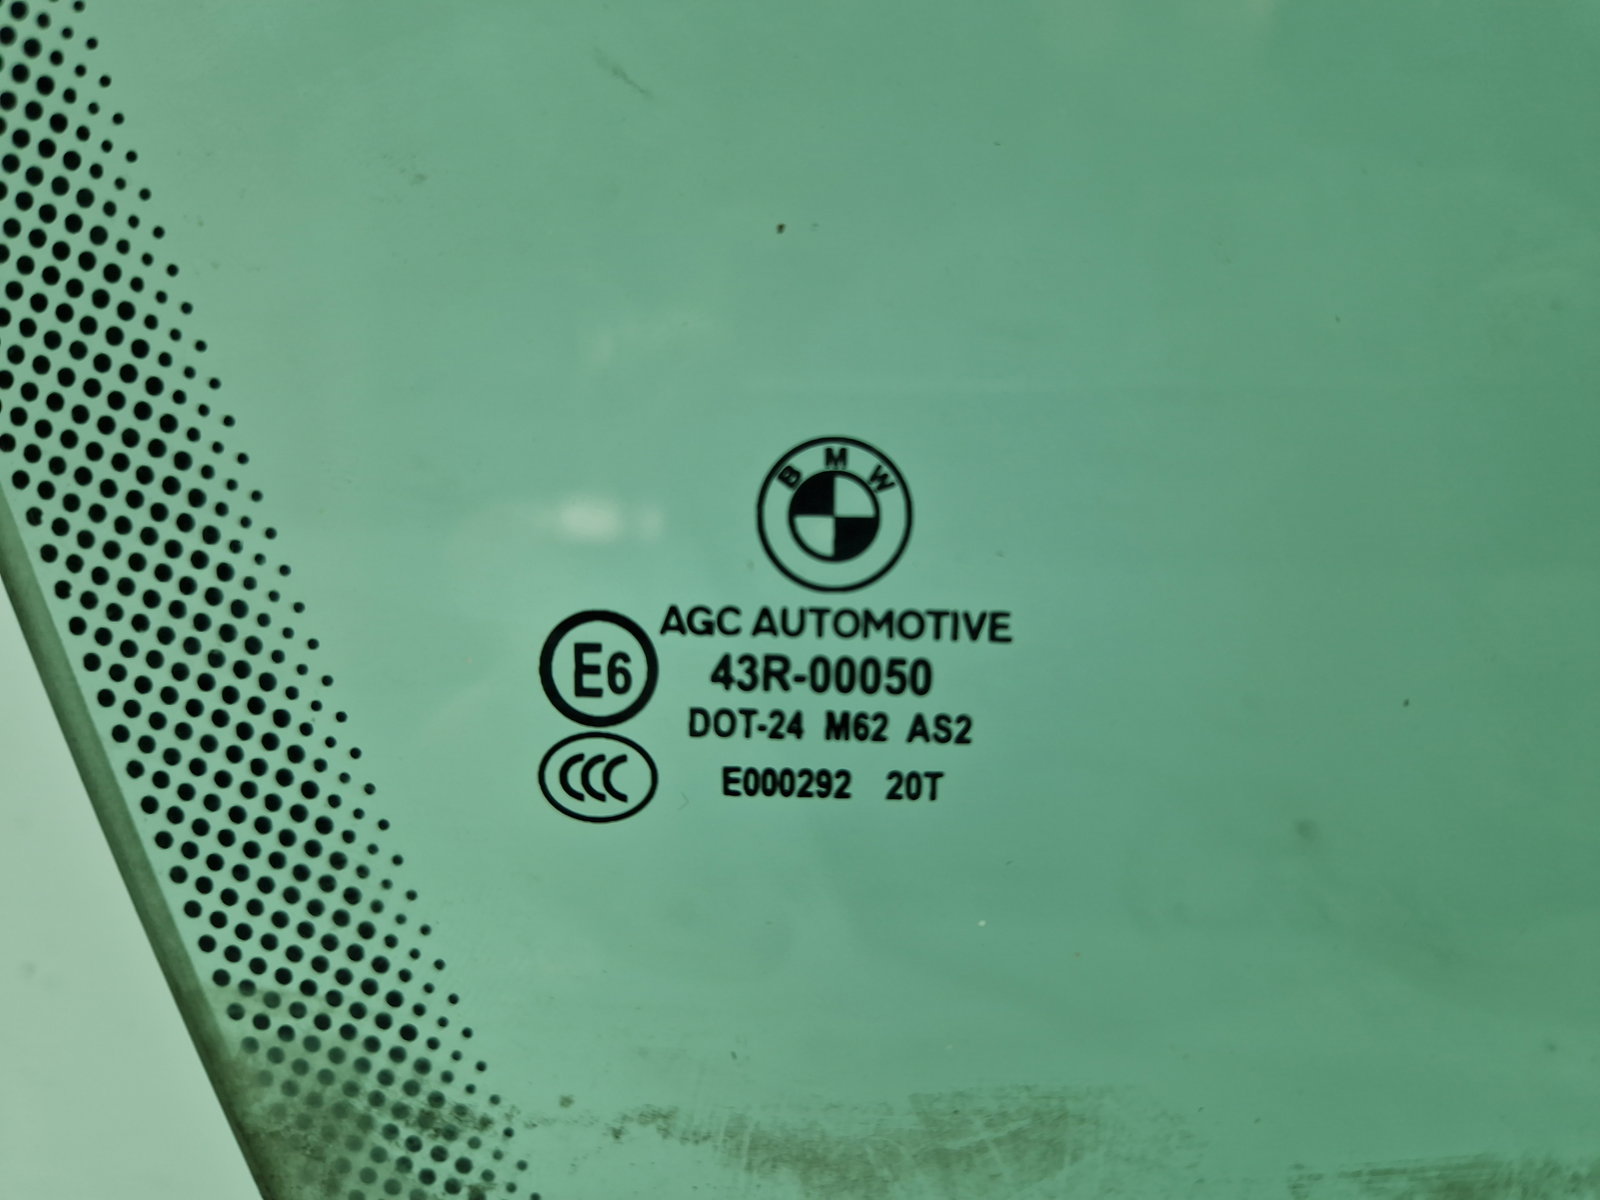 BMW
AGC AUTOMOTIVE
E6
43R-00050
DOT-24 M62 AS2
CCC
E000292 20T